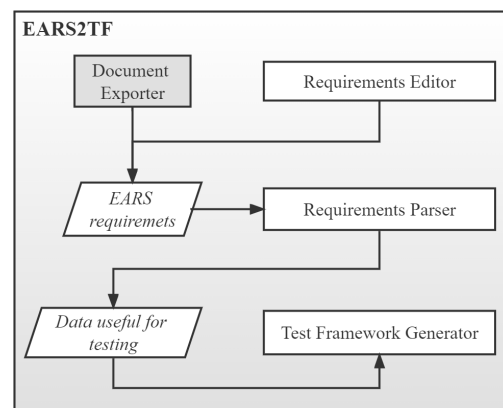 EARS2TF
Document
Exporter
Requirements Editor
EARS
requiremets
Requirements Parser
Data useful for
testing
Test Framework Generator